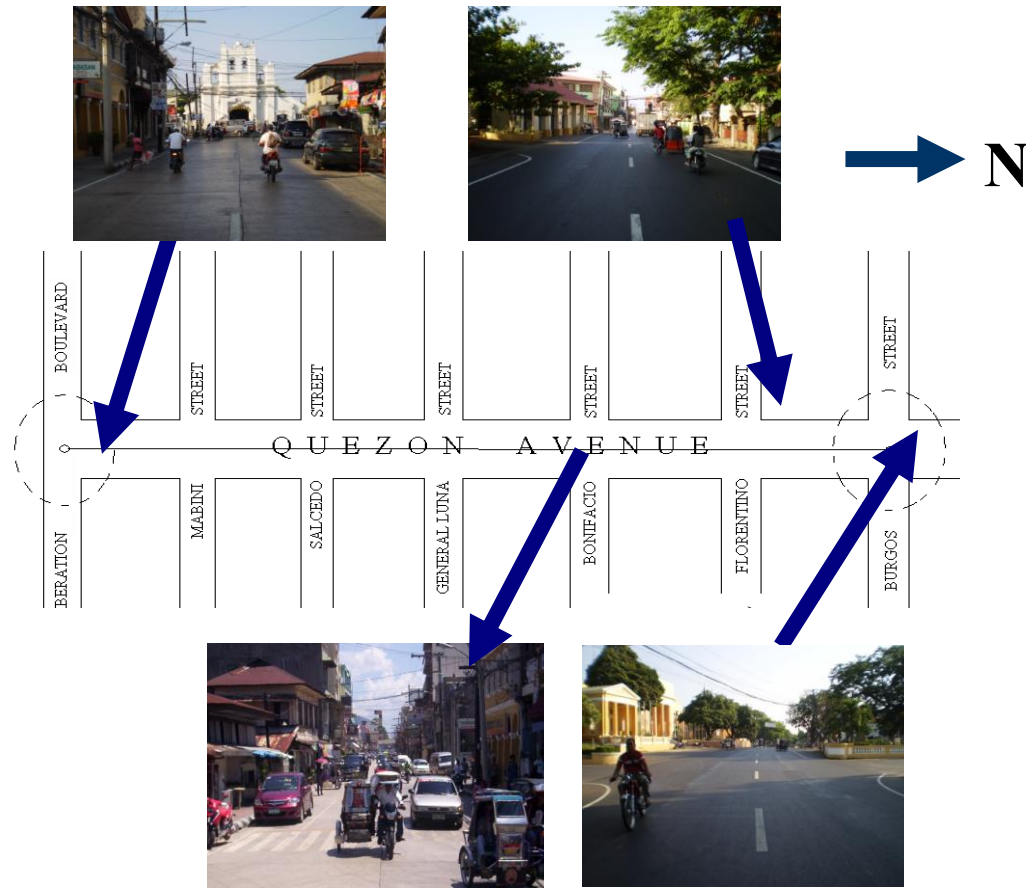 N
BOULEVARD
STREET
STREET
STREET
STREET
STREET
STREET
QUEZON AVENUE
BERATION
MABINI
SALCEDO
GENERAL LUNA
BONIFACIO
FLORENTINO
BURGOS